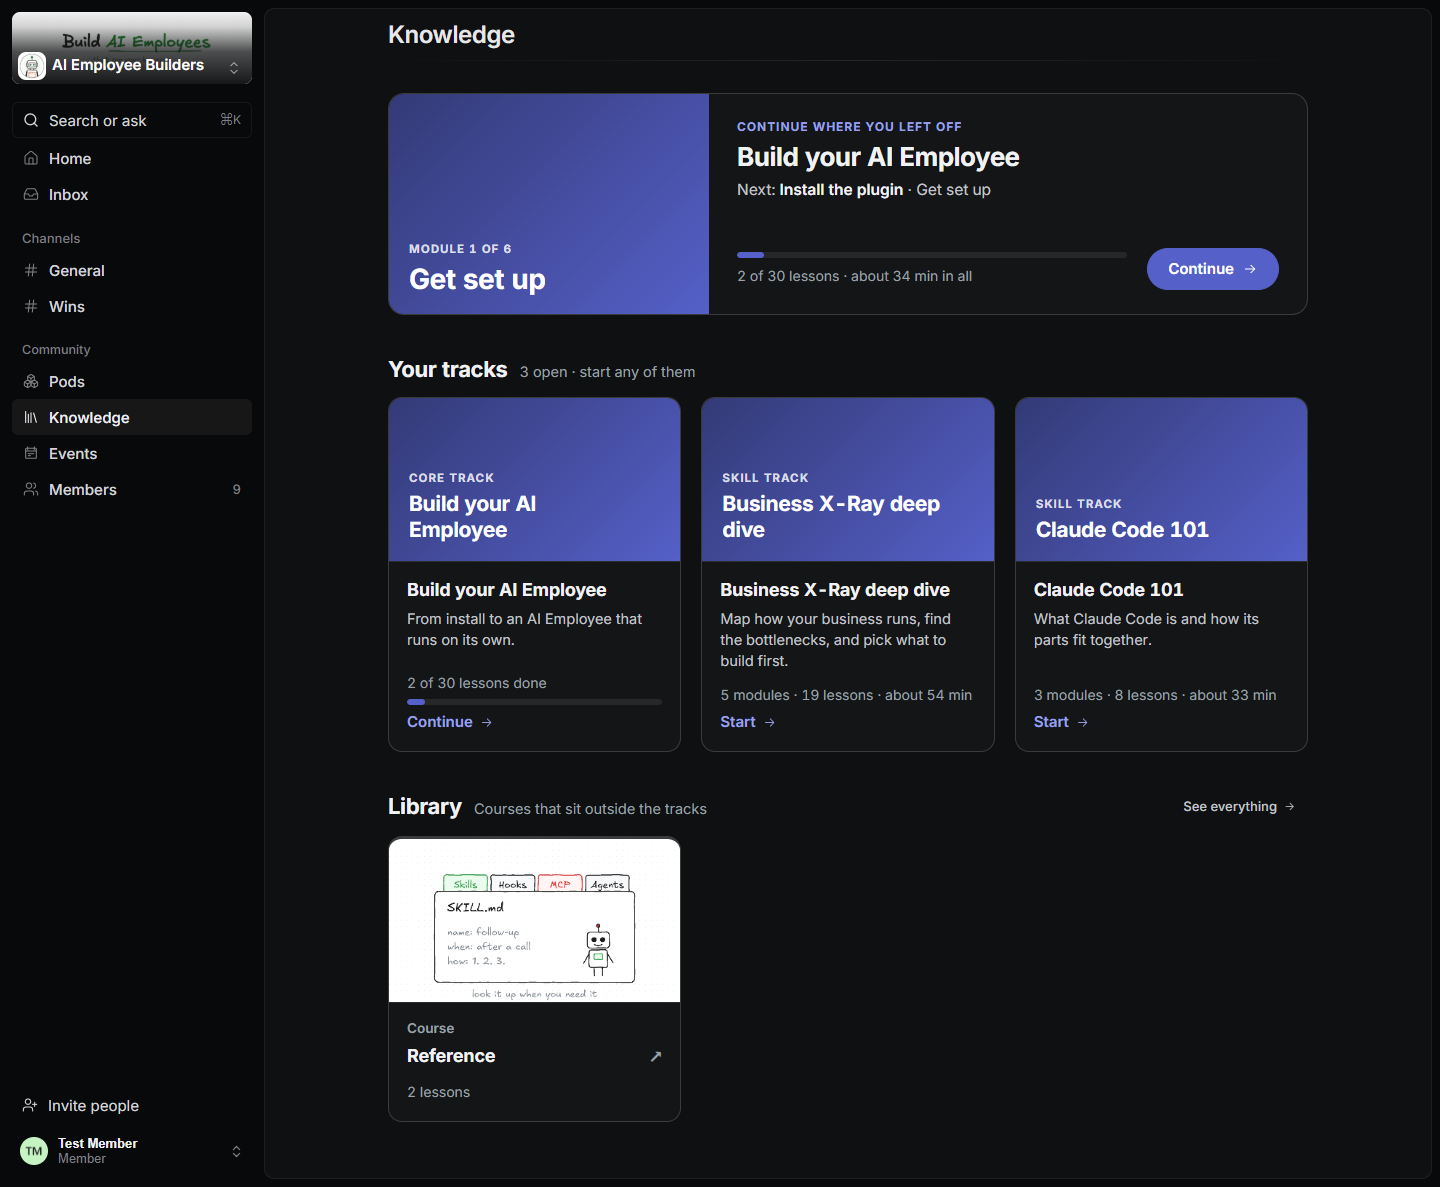 Build AI Employees
AI Employee Builders
Search or ask
⌘K
Home
Inbox
Channels
General
Wins
Community
Pods
Knowledge
Events
Members
9
Invite people
TM
Test Member
Member
Knowledge
MODULE 1 OF 6
Get set up
CONTINUE WHERE YOU LEFT OFF
Build your AI Employee
Next: Install the plugin · Get set up
2 of 30 lessons · about 34 min in all
Continue →
Your tracks
3 open · start any of them
CORE TRACK
Build your AI
Employee
Build your AI Employee
From install to an AI Employee that
runs on its own.
2 of 30 lessons done
Continue →
SKILL TRACK
Business X-Ray deep
dive
Business X-Ray deep dive
Map how your business runs, find
the bottlenecks, and pick what to
build first.
5 modules · 19 lessons · about 54 min
Start →
SKILL TRACK
Claude Code 101
Claude Code 101
What Claude Code is and how its
parts fit together.
3 modules · 8 lessons · about 33 min
Start →
Library
Courses that sit outside the tracks
See everything →
Skills
Hooks
MCP
Agents
SKILL.md
name: follow-up
when: after a call
how: 1. 2. 3.
look it up when you need it
Course
Reference
↗
2 lessons